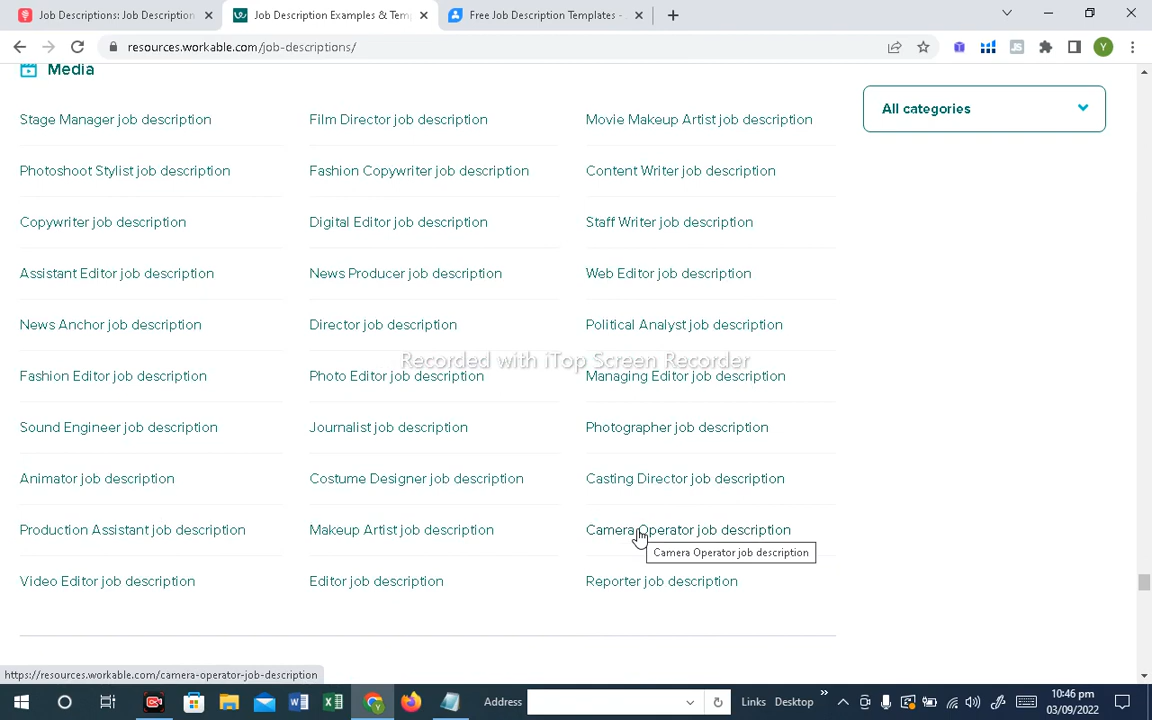 Job Descriptions: Job Description
Job Description Examples & Temp
Free Job Description Templates -
resources.workable.com/job-descriptions/
JS
Y
Media
All categories
Stage Manager job description
Film Director job description
Movie Makeup Artist job description
Photoshoot Stylist job description
Fashion Copywriter job description
Content Writer job description
Copywriter job description
Digital Editor job description
Staff Writer job description
Assistant Editor job description
News Producer job description
Web Editor job description
News Anchor job description
Director job description
Political Analyst job description
Recorded with iTop Screen Recorder
Fashion Editor job description
Photo Editor job description
Managing Editor job description
Sound Engineer job description
Journalist job description
Photographer job description
Animator job description
Costume Designer job description
Casting Director job description
Production Assistant job description
Makeup Artist job description
Camera Operator job description
Camera Operator job description
Video Editor job description
Editor job description
Reporter job description
https://resources.workable.com/camera-operator-job-description
Address
Links
Desktop
10:46 pm
03/09/2022